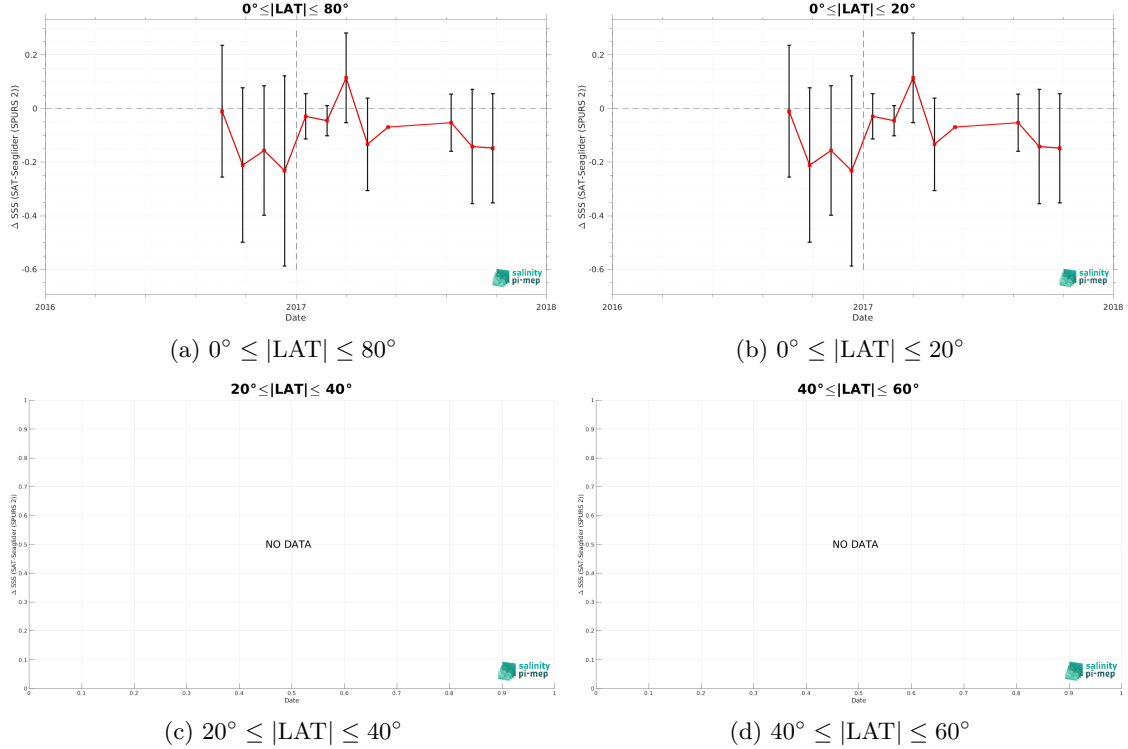 0°≤|LAT|≤ 80°
0.2
0
-0.2
-0.4
-0.6
Δ SSS (SAT-Seaglider (SPURS 2))
2016
2017
2018
Date
salinity
pi-mep
(a) 0° ≤ |LAT| ≤ 80°
0°≤|LAT|≤ 20°
0.2
0
-0.2
-0.4
-0.6
Δ SSS (SAT-Seaglider (SPURS 2))
2016
2017
2018
Date
salinity
pi-mep
(b) 0° ≤ |LAT| ≤ 20°
20°≤|LAT|≤ 40°
1
0.9
0.8
0.7
0.6
0.5
0.4
0.3
0.2
0.1
0
Δ SSS (SAT-Seaglider (SPURS 2))
NO DATA
0 0.1 0.2 0.3 0.4 0.5 0.6 0.7 0.8 0.9 1
Date
salinity
pi-mep
(c) 20° ≤ |LAT| ≤ 40°
40°≤|LAT|≤ 60°
1
0.9
0.8
0.7
0.6
0.5
0.4
0.3
0.2
0.1
0
Δ SSS (SAT-Seaglider (SPURS 2))
NO DATA
0 0.1 0.2 0.3 0.4 0.5 0.6 0.7 0.8 0.9 1
Date
salinity
pi-mep
(d) 40° ≤ |LAT| ≤ 60°